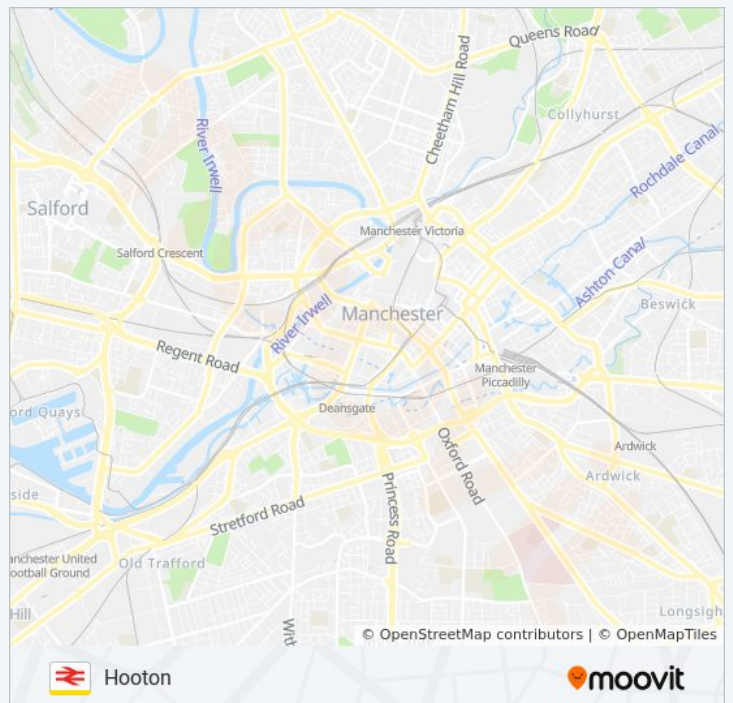 Queens Road
Cheetham Hill Road
Collyhurst
River Irwell
Rochdale Canal
Salford
Manchester Victoria
Salford Crescent
Ashton Canal
Beswick
River Irwell
Manchester
Regent Road
Manchester
Piccadilly
ord Quays
Deansgate
Oxford Road
Ardwick
Ardwick
side
Princess Road
Stretford Road
anchester United
ootball Ground
Old Trafford
Hill
Witt
Longsigh
© OpenStreetMap contributors | © OpenMapTiles
Hooton
moovit